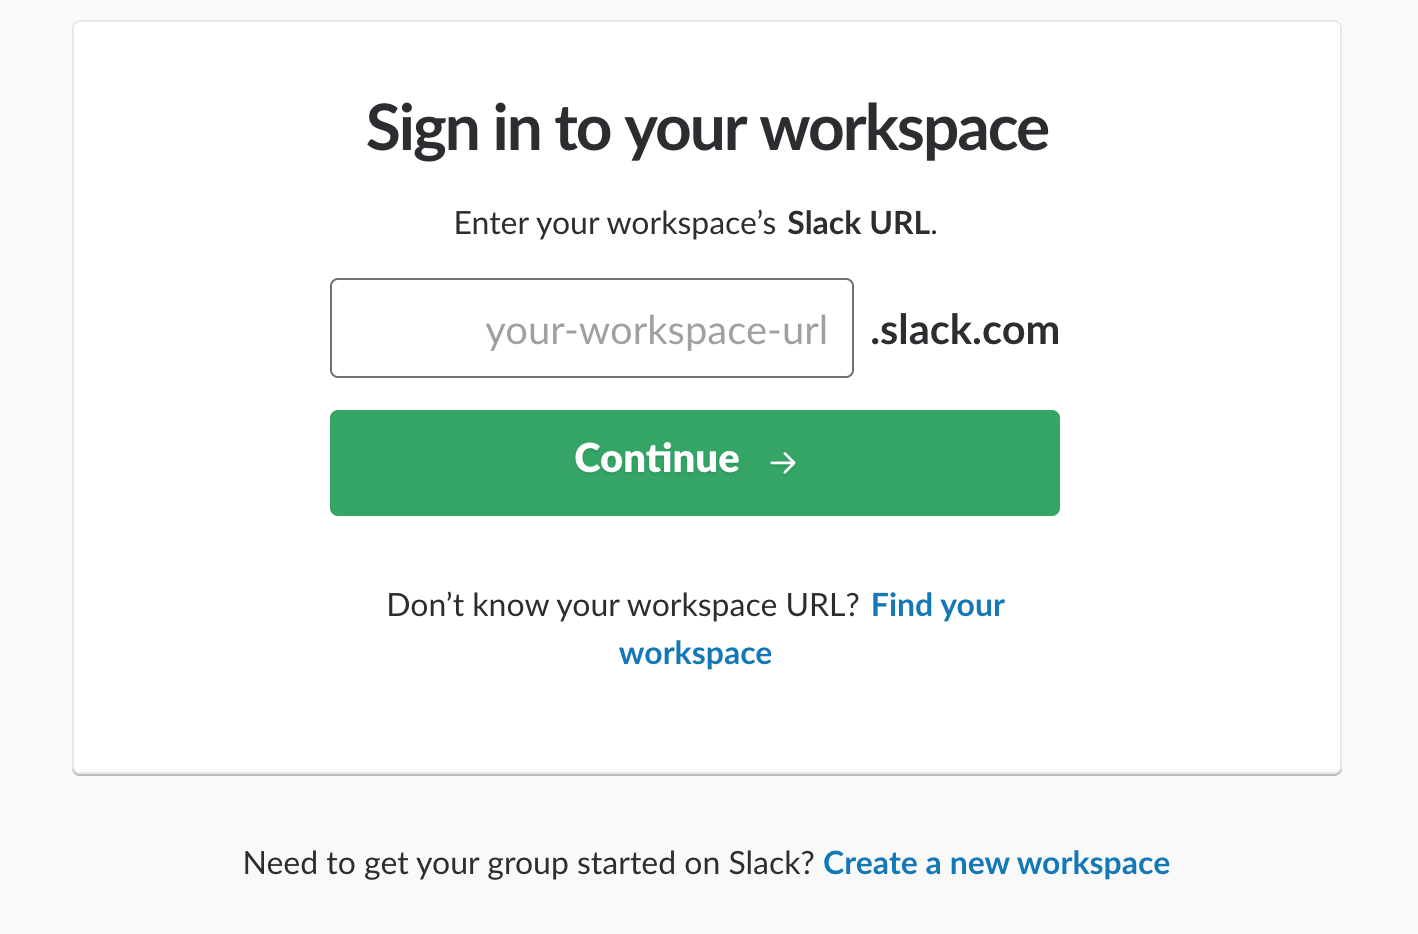 Sign in to your workspace
Enter your workspace’s Slack URL.
your-workspace-url .slack.com
Continue →
Don’t know your workspace URL? Find your
workspace
Need to get your group started on Slack? Create a new workspace